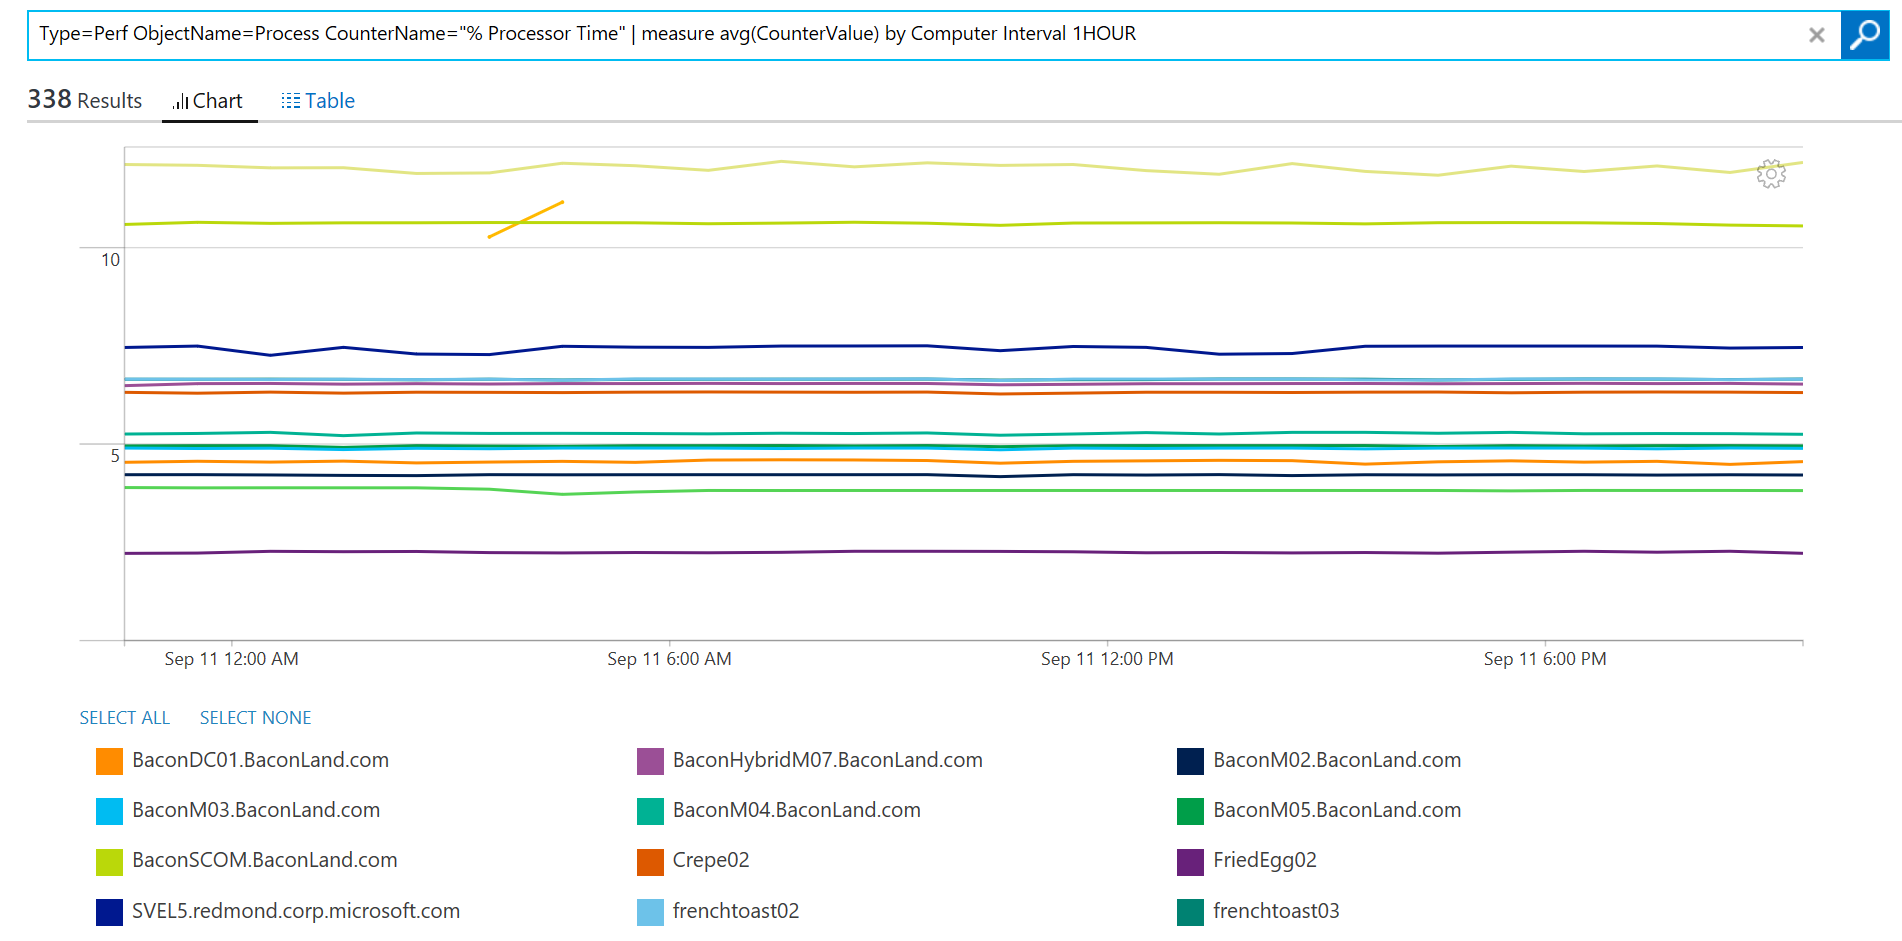 Type=Perf ObjectName=Process CounterName="% Processor Time" | measure avg(CounterValue) by Computer Interval 1HOUR
338 Results Chart Table
10
5
Sep 11 12:00 AM Sep 11 6:00 AM Sep 11 12:00 PM Sep 11 6:00 PM
SELECT ALL SELECT NONE
BaconDC01.BaconLand.com BaconHybridM07.BaconLand.com BaconM02.BaconLand.com
BaconM03.BaconLand.com BaconM04.BaconLand.com BaconM05.BaconLand.com
BaconSCOM.BaconLand.com Crepe02 FriedEgg02
SVEL5.redmond.corp.microsoft.com frenchtoast02 frenchtoast03